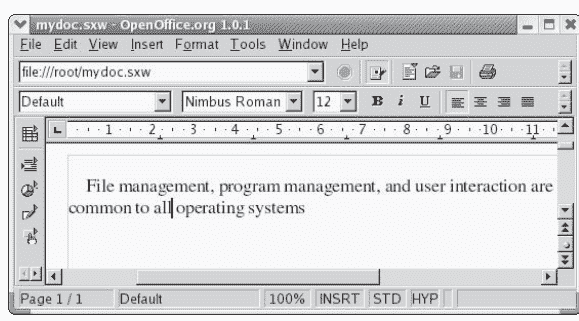 mydoc.sxw - OpenOffice.org 1.0.1
File Edit View Insert Format Tools Window Help
file:///root/mydoc.sxw
Default Nimbus Roman 12 B i U
1 2 3 4 5 6 7 8 9 10 11
File management, program management, and user interaction are
common to all operating systems
Page 1 / 1 Default 100% INSRT STD HYP